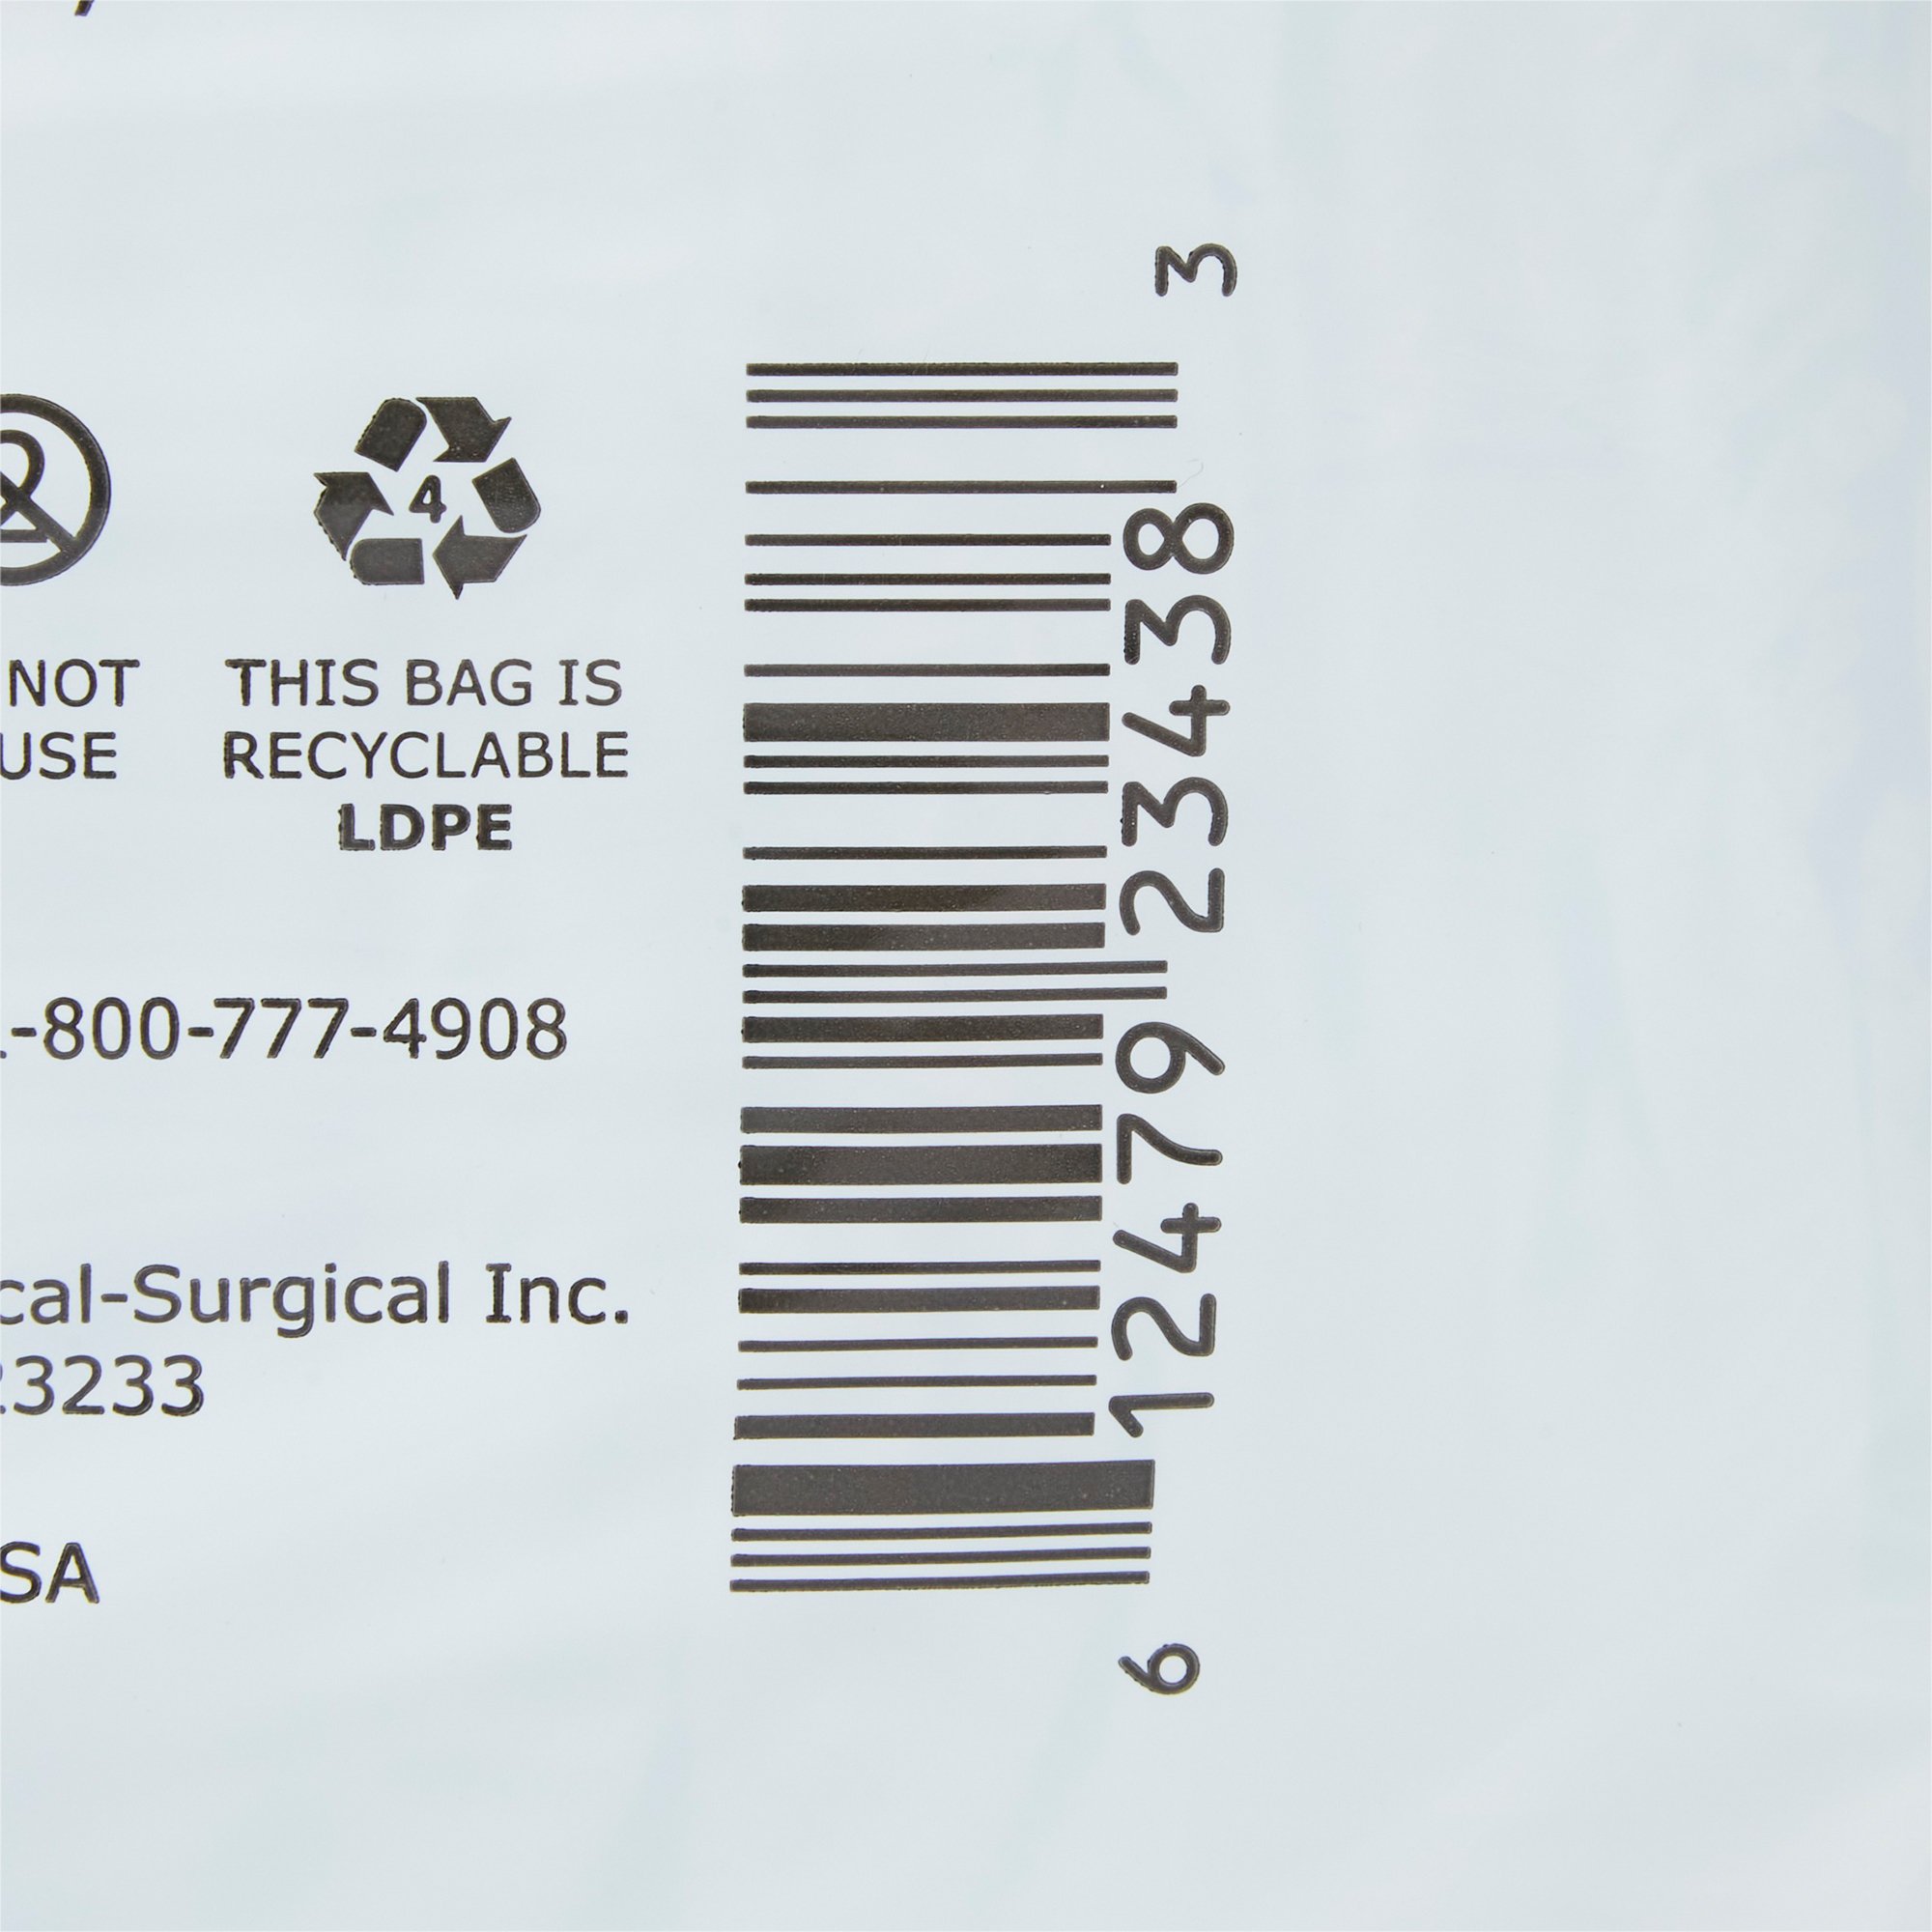 4
NOT
USE
THIS BAG IS
RECYCLABLE
LDPE
-800-777-4908
cal-Surgical Inc.
3233
SA
6 12479 23438 3